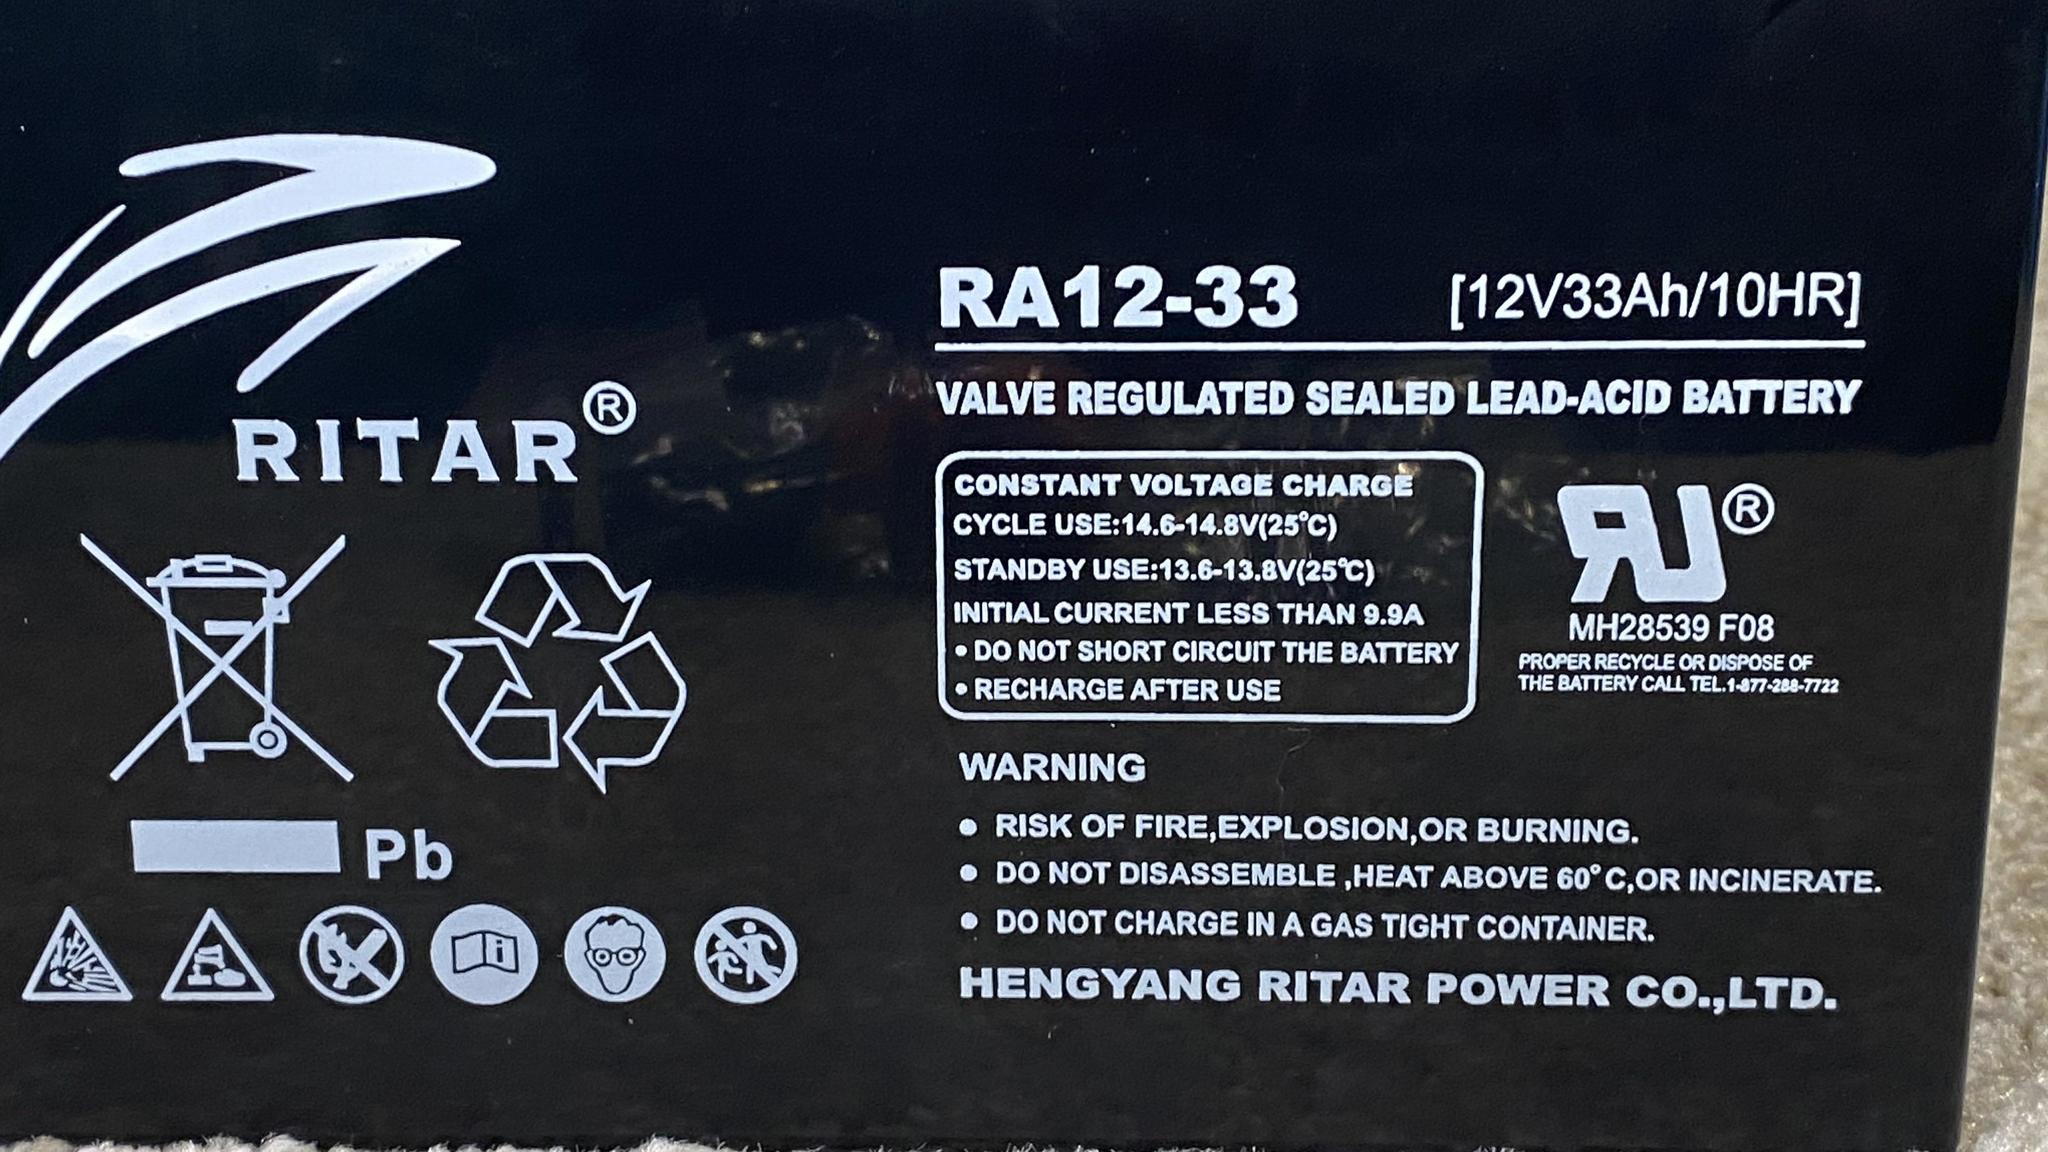 RITAR®
Pb
RA12-33 [12V33Ah/10HR]
VALVE REGULATED SEALED LEAD-ACID BATTERY
CONSTANT VOLTAGE CHARGE
CYCLE USE:14.6-14.8V(25°C)
STANDBY USE:13.6-13.8V(25℃)
INITIAL CURRENT LESS THAN 9.9A
• DO NOT SHORT CIRCUIT THE BATTERY
• RECHARGE AFTER USE
RU®
MH28539 F08
PROPER RECYCLE OR DISPOSE OF
THE BATTERY CALL TEL.1-877-288-7722
WARNING
• RISK OF FIRE,EXPLOSION,OR BURNING.
• DO NOT DISASSEMBLE ,HEAT ABOVE 60°C,OR INCINERATE.
• DO NOT CHARGE IN A GAS TIGHT CONTAINER.
HENGYANG RITAR POWER CO.,LTD.